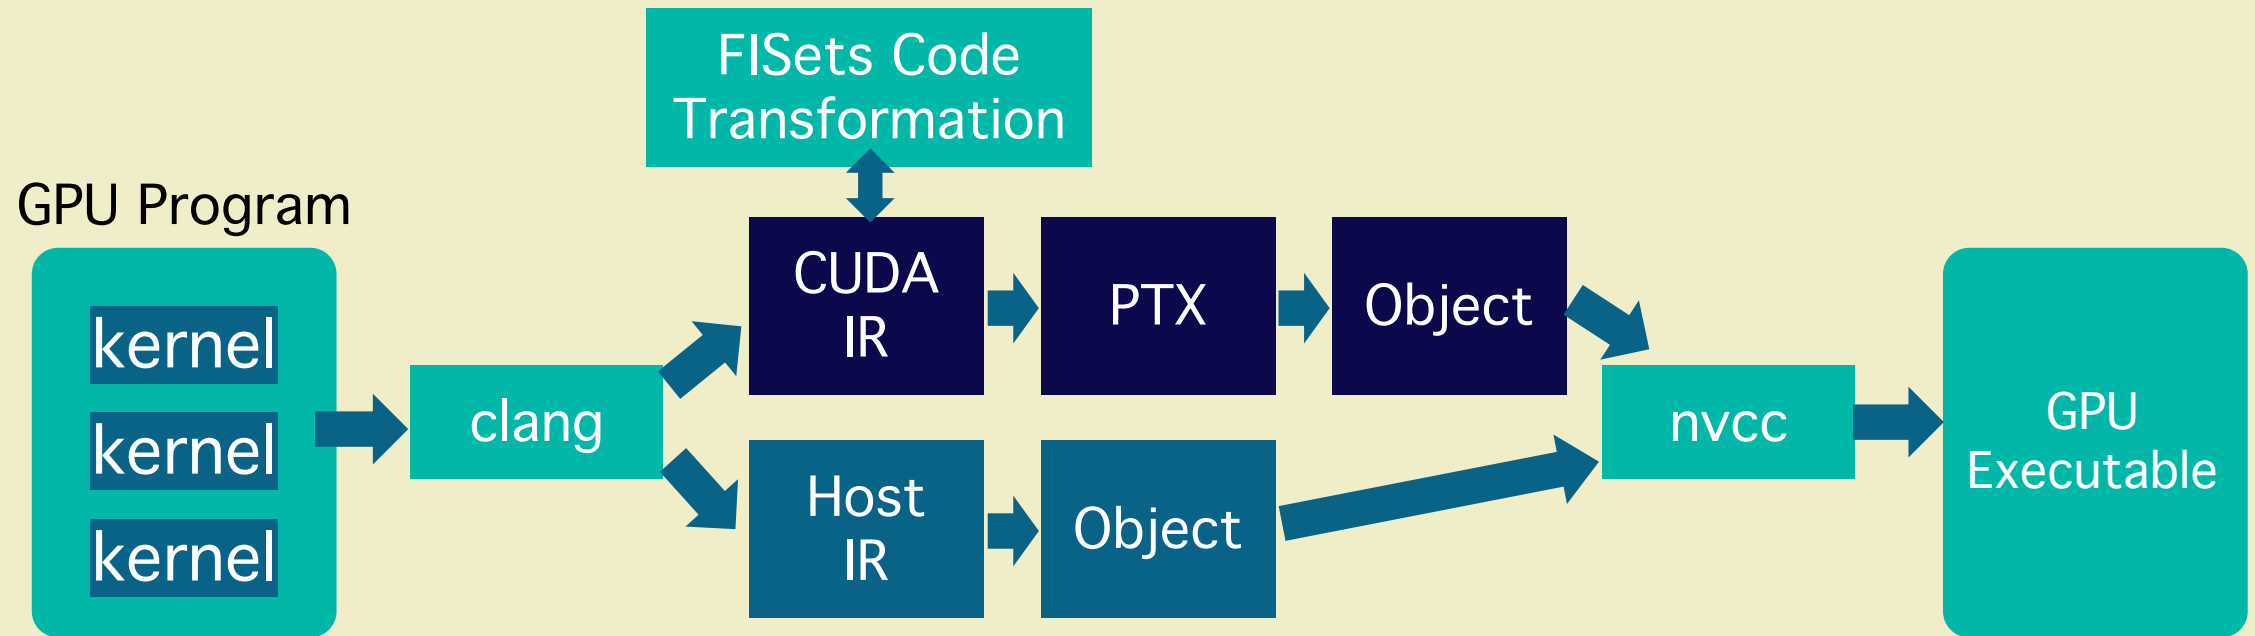 FISets Code
Transformation
GPU Program
kernel
kernel
kernel
clang
CUDA
IR
PTX
Object
Host
IR
Object
nvcc
GPU
Executable